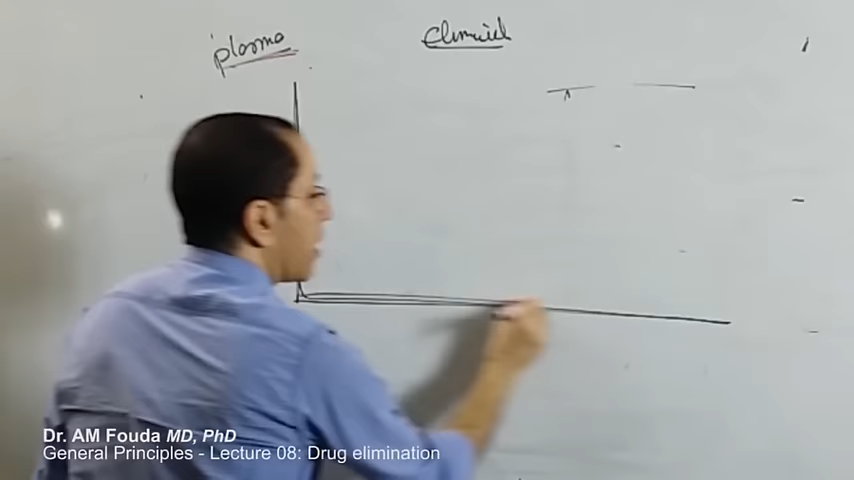 plasma
Dr. AM Fouda MD, PhD
General Principles - Lecture 08: Drug elimination